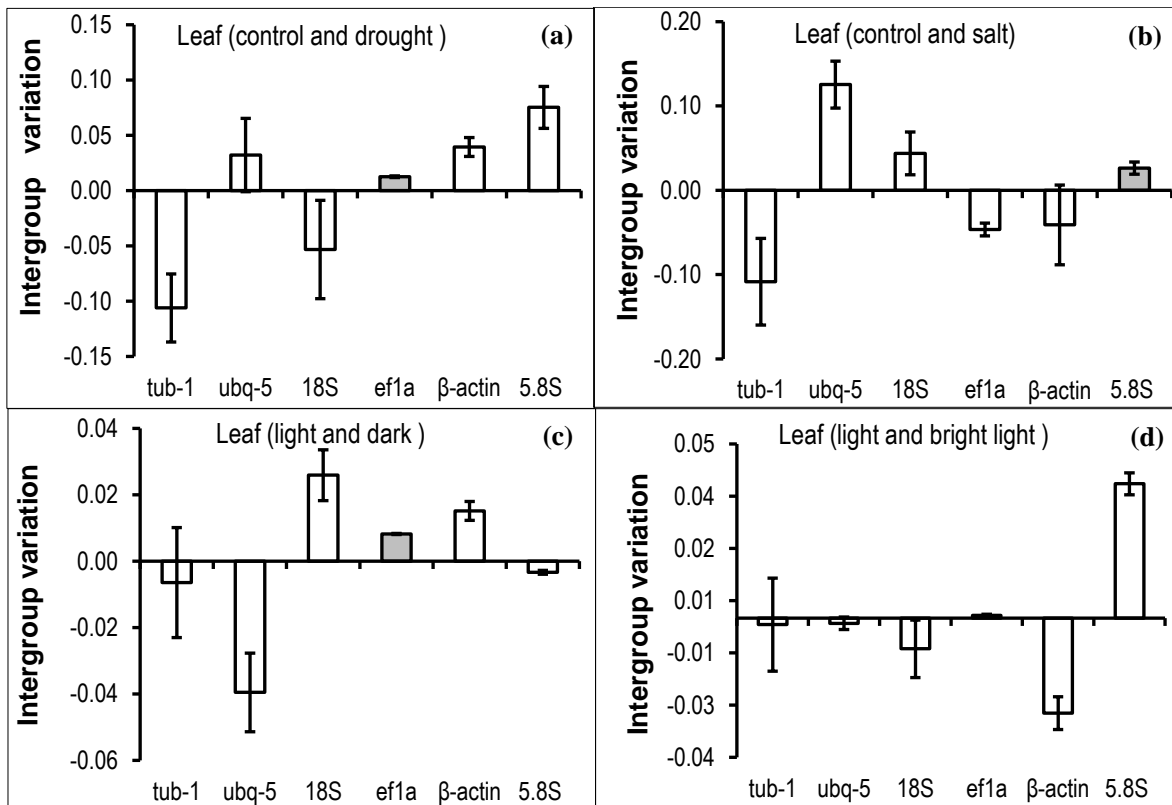 Leaf (control and drought )
(a)
Intergroup variation
0.15
0.10
0.05
0.00
-0.05
-0.10
-0.15
tub-1 ubq-5 18S ef1a β-actin 5.8S
Leaf (control and salt)
(b)
Intergroup variation
0.20
0.10
0.00
-0.10
-0.20
tub-1 ubq-5 18S ef1a β-actin 5.8S
Leaf (light and dark )
(c)
Intergroup variation
0.04
0.02
0.00
-0.02
-0.04
-0.06
tub-1 ubq-5 18S ef1a β-actin 5.8S
Leaf (light and bright light )
(d)
Intergroup variation
0.05
0.04
0.02
0.01
-0.01
-0.03
-0.04
tub-1 ubq-5 18S ef1a β-actin 5.8S